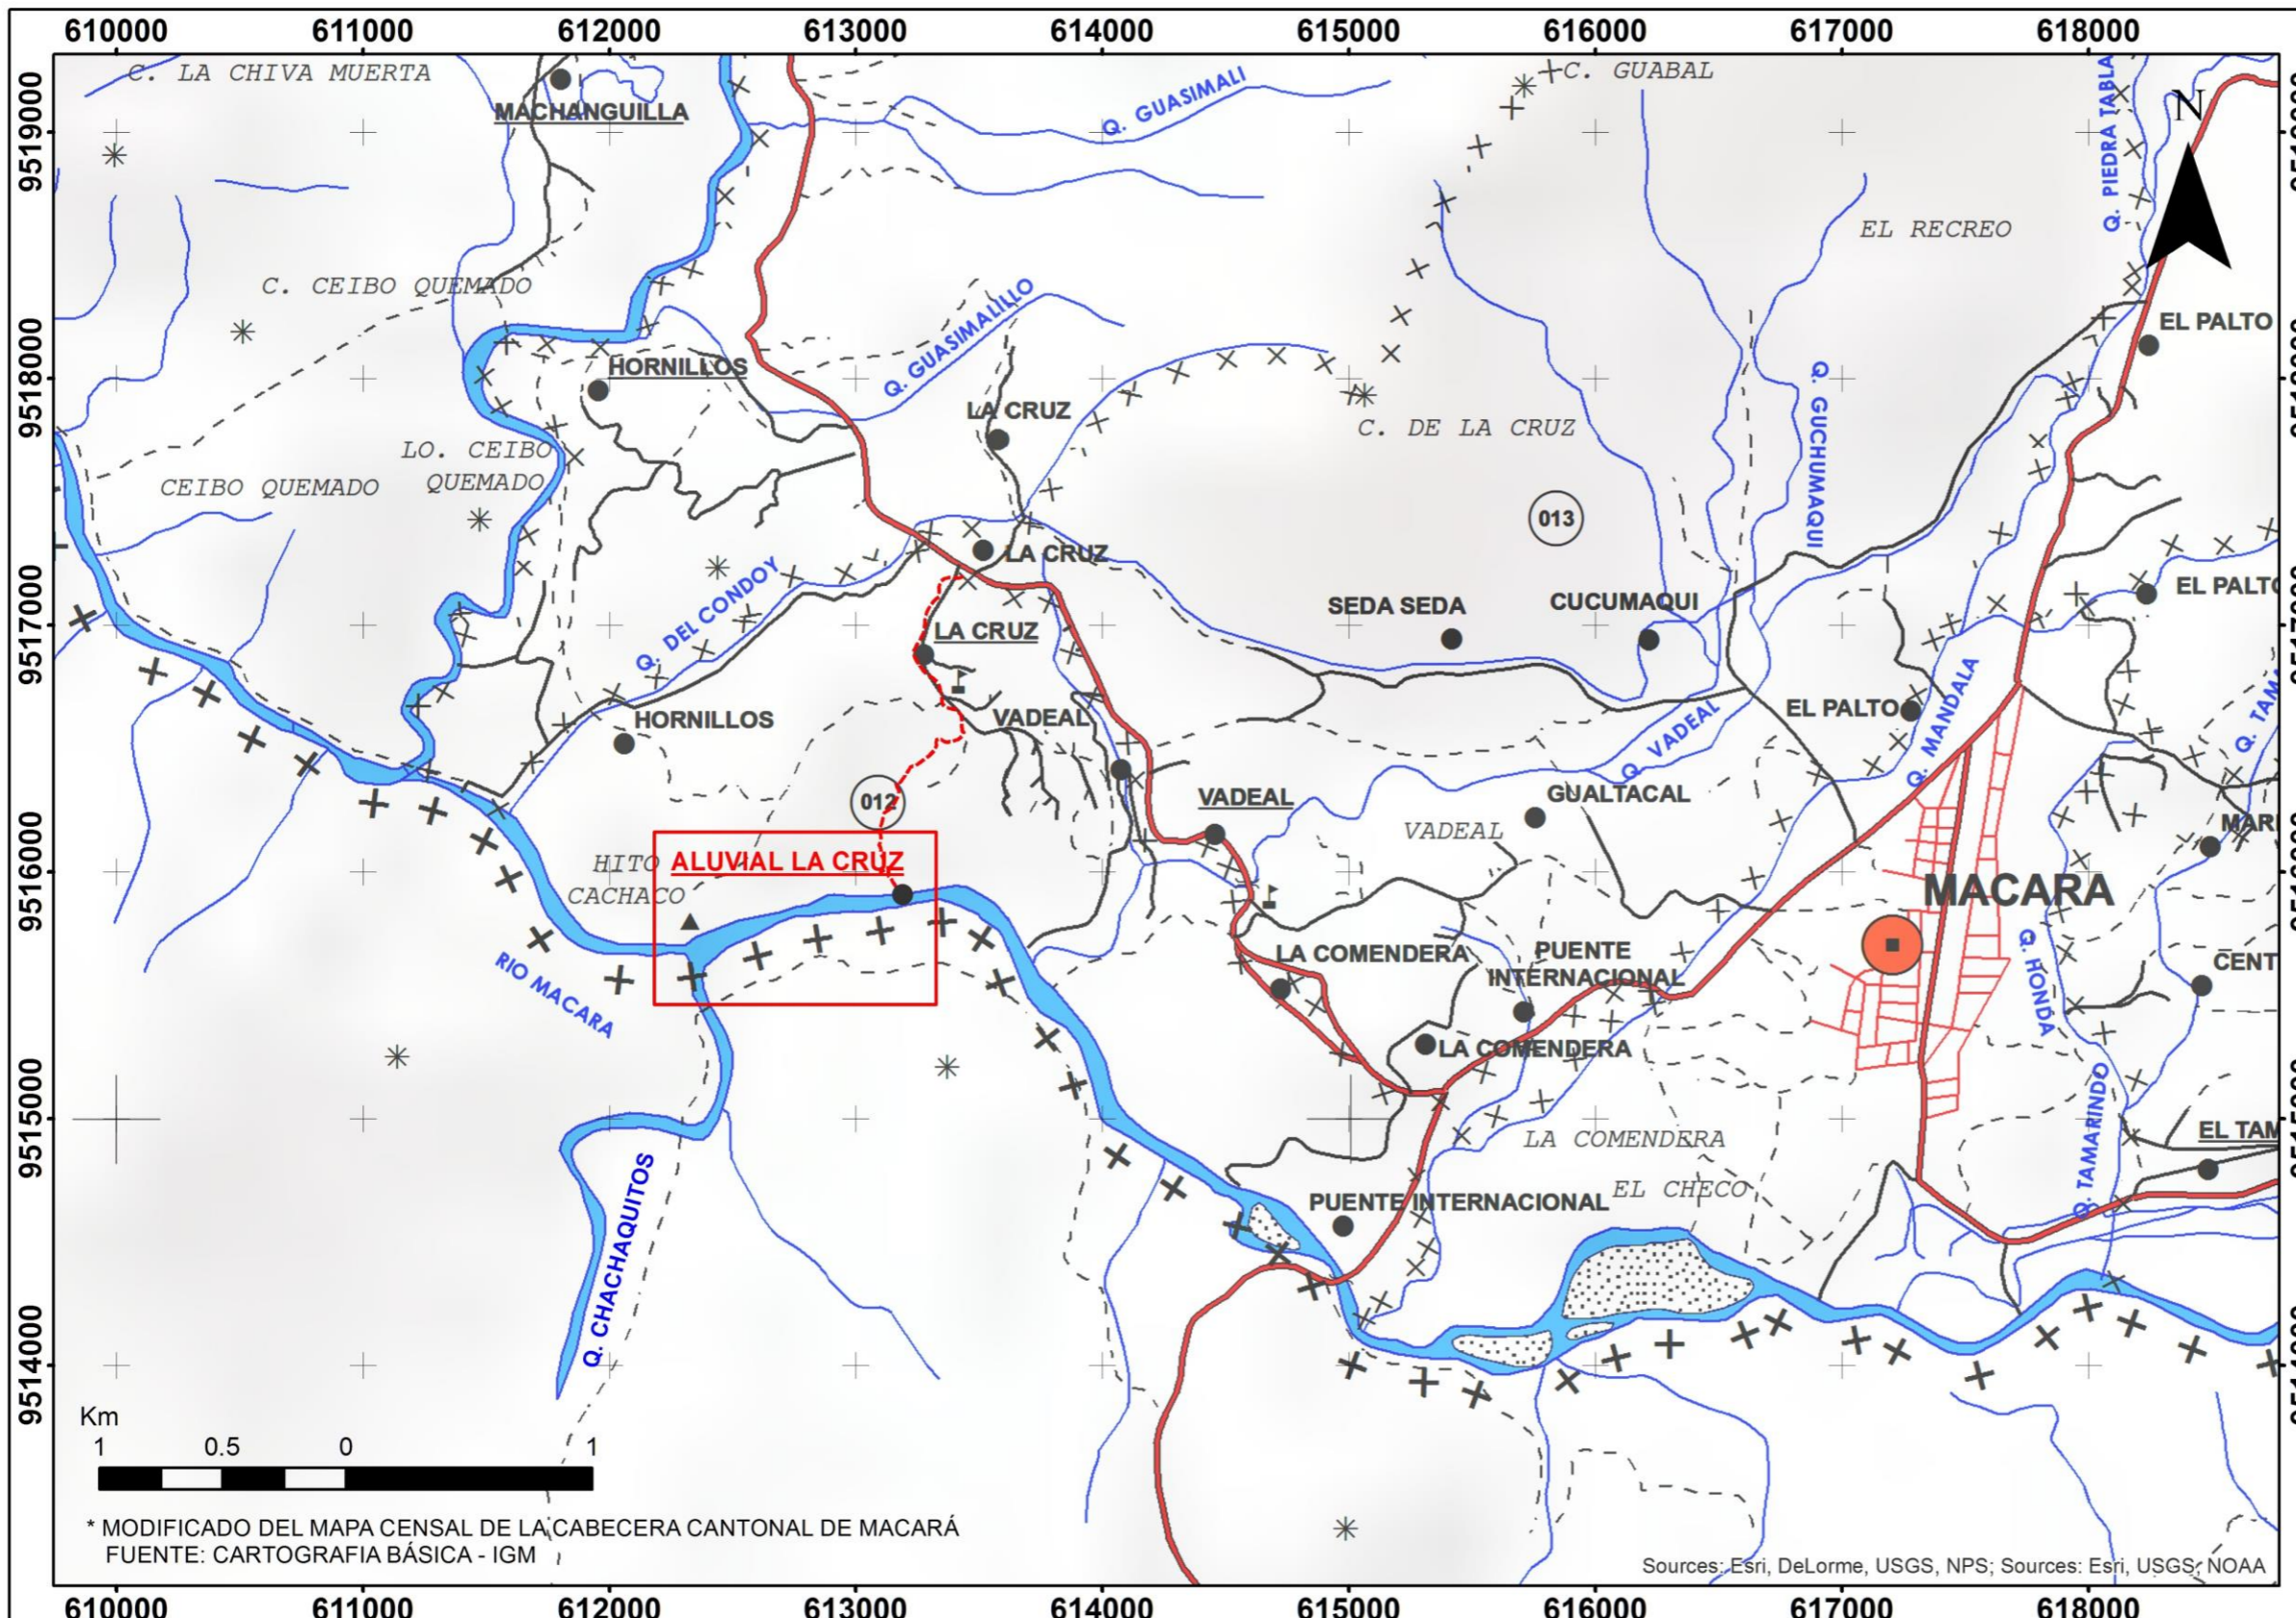 610000 611000 612000 613000 614000 615000 616000 617000 618000
C. LA CHIVA MUERTA
MACHANGUILLA
Q. GUASIMALI
C. GUABAL
Q. PIEDRA TABLA
N
9519000
EL RECREO
C. CEIBO QUEMADO
Q. GUASIMALILLO
EL PALTO
9518000
HORNILLOS
LA CRUZ
C. DE LA CRUZ
Q. GUCHUMAQUI
LO. CEIBO
QUEMADO
CEIBO QUEMADO
013
LA CRUZ
Q. DEL CONDOY
9517000
SEDA SEDA
CUCUMAQUI
EL PALTO
LA CRUZ
HORNILLOS
VADEAL
EL PALTO
Q. MANDALA
Q. VADEAL
012
VADEAL
GUALTACAL
VADEAL
9516000
HITO
CACHACO
ALUVIAL LA CRUZ
MACARA
RIO MACARA
LA COMENDERA
PUENTE
INTERNACIONAL
Q. HONDA
LA COMENDERA
9515000
LA COMENDERA
Q. TAMARINDO
EL TAM
Q. CHACHAQUITOS
PUENTE INTERNACIONAL
EL CHECO
9514000
Km
1 0.5 0 1
* MODIFICADO DEL MAPA CENSAL DE LA CABECERA CANTONAL DE MACARÁ
FUENTE: CARTOGRAFIA BÁSICA - IGM
Sources: Esri, DeLorme, USGS, NPS; Sources: Esri, USGS, NOAA
610000 611000 612000 613000 614000 615000 616000 617000 618000